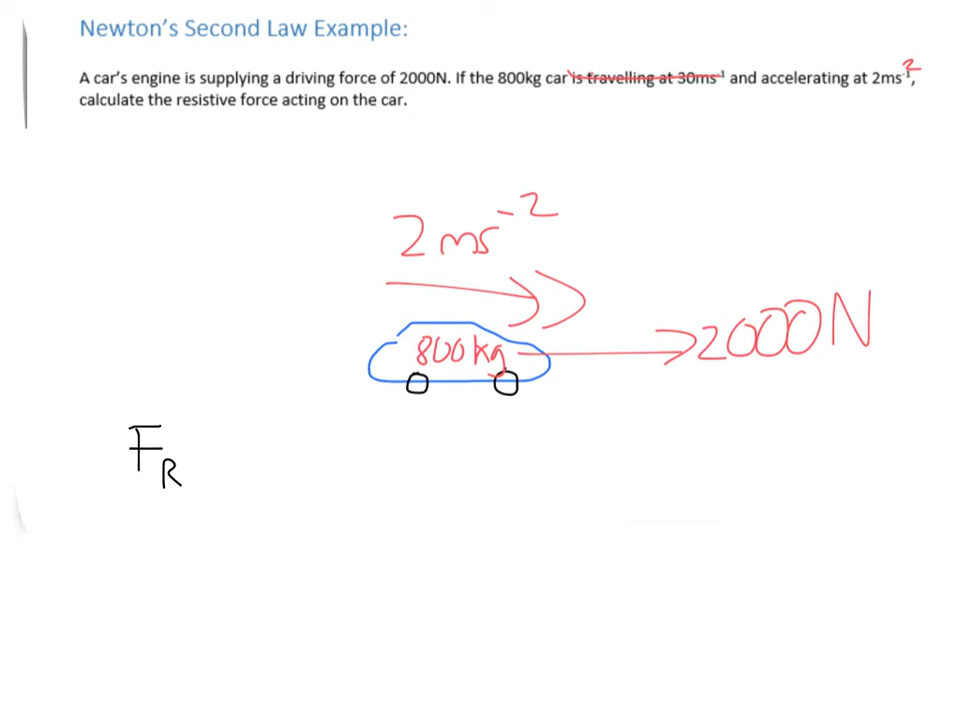 Newton's Second Law Example:
A car's engine is supplying a driving force of 2000N. If the 800kg car is travelling at 30ms⁻¹ and accelerating at 2ms⁻², 
calculate the resistive force acting on the car.
2ms⁻²
800kg
2000N
F_R